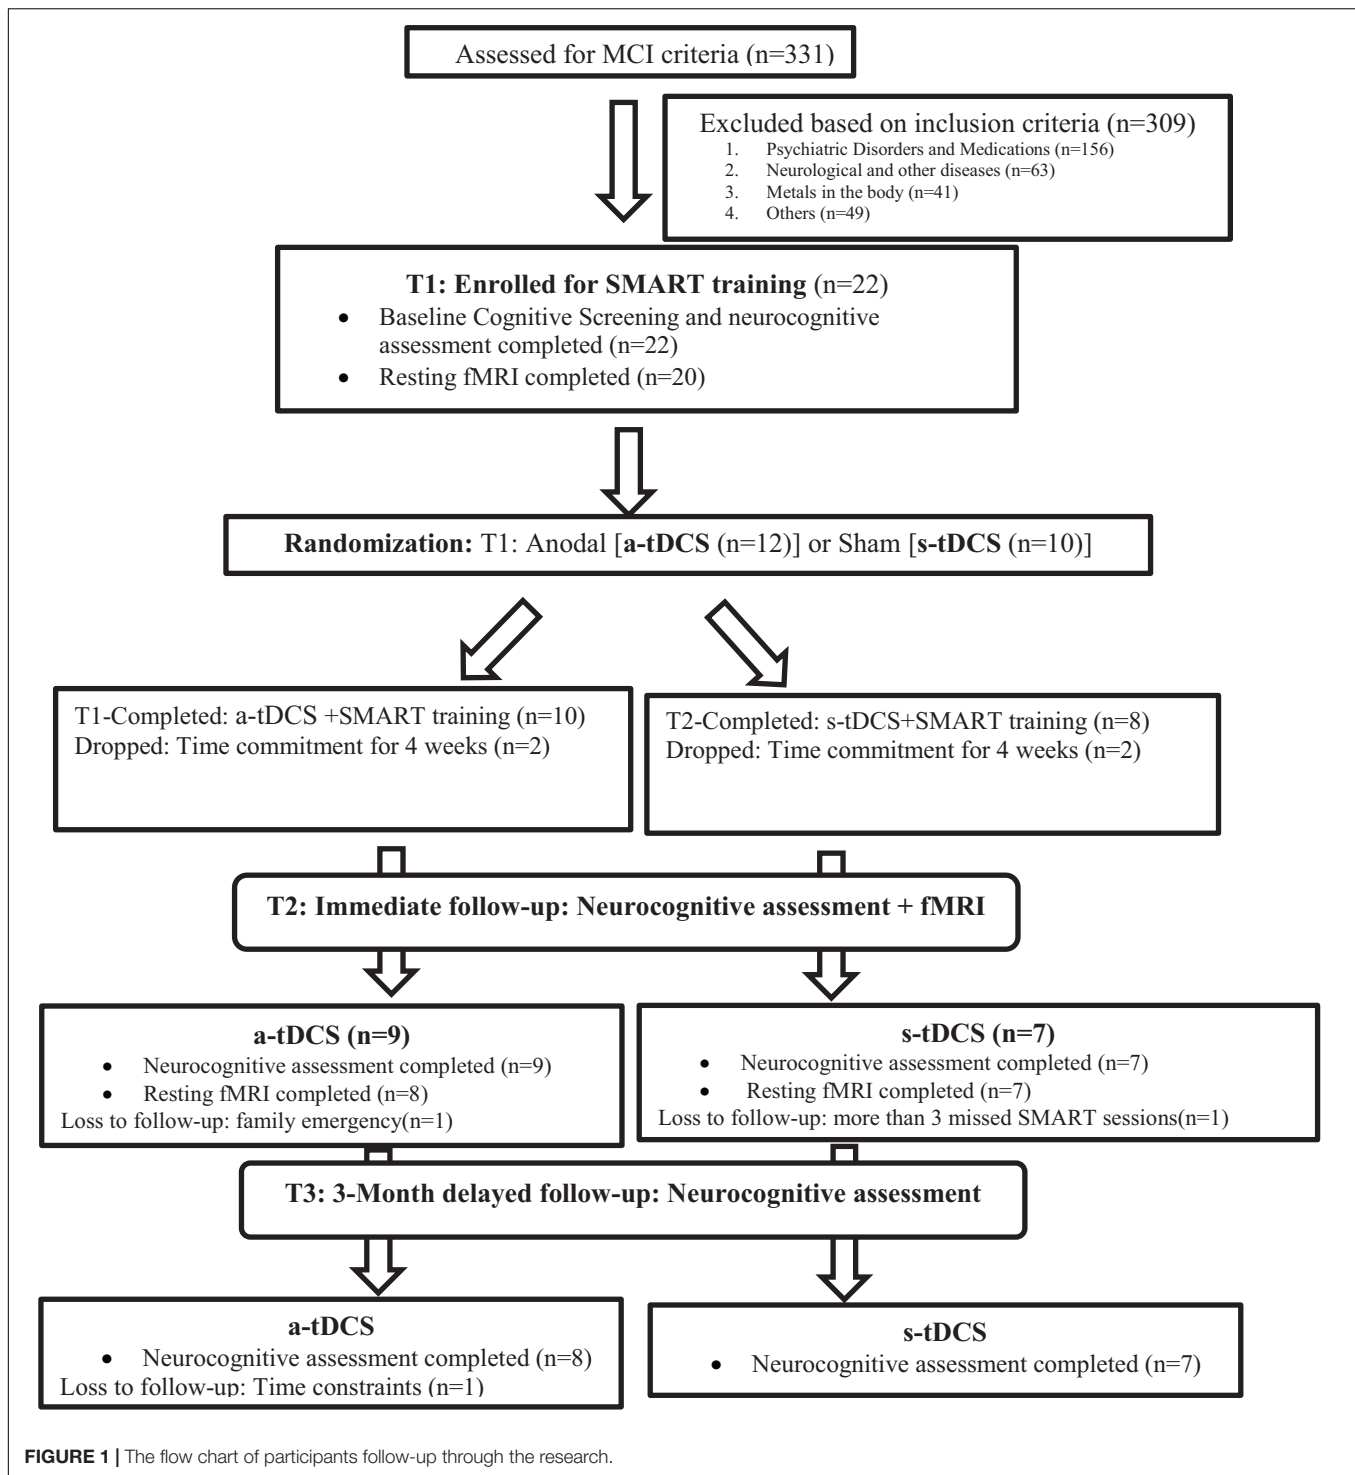 Assessed for MCI criteria (n=331)
Excluded based on inclusion criteria (n=309)
1. Psychiatric Disorders and Medications (n=156)
2. Neurological and other diseases (n=63)
3. Metals in the body (n=41)
4. Others (n=49)
T1: Enrolled for SMART training (n=22)
• Baseline Cognitive Screening and neurocognitive
assessment completed (n=22)
• Resting fMRI completed (n=20)
Randomization: T1: Anodal [a-tDCS (n=12)] or Sham [s-tDCS (n=10)]
T1-Completed: a-tDCS +SMART training (n=10)
Dropped: Time commitment for 4 weeks (n=2)
T2-Completed: s-tDCS+SMART training (n=8)
Dropped: Time commitment for 4 weeks (n=2)
T2: Immediate follow-up: Neurocognitive assessment + fMRI
a-tDCS (n=9)
• Neurocognitive assessment completed (n=9)
• Resting fMRI completed (n=8)
Loss to follow-up: family emergency(n=1)
s-tDCS (n=7)
• Neurocognitive assessment completed (n=7)
• Resting fMRI completed (n=7)
Loss to follow-up: more than 3 missed SMART sessions(n=1)
T3: 3-Month delayed follow-up: Neurocognitive assessment
a-tDCS
• Neurocognitive assessment completed (n=8)
Loss to follow-up: Time constraints (n=1)
s-tDCS
• Neurocognitive assessment completed (n=7)
FIGURE 1 | The flow chart of participants follow-up through the research.